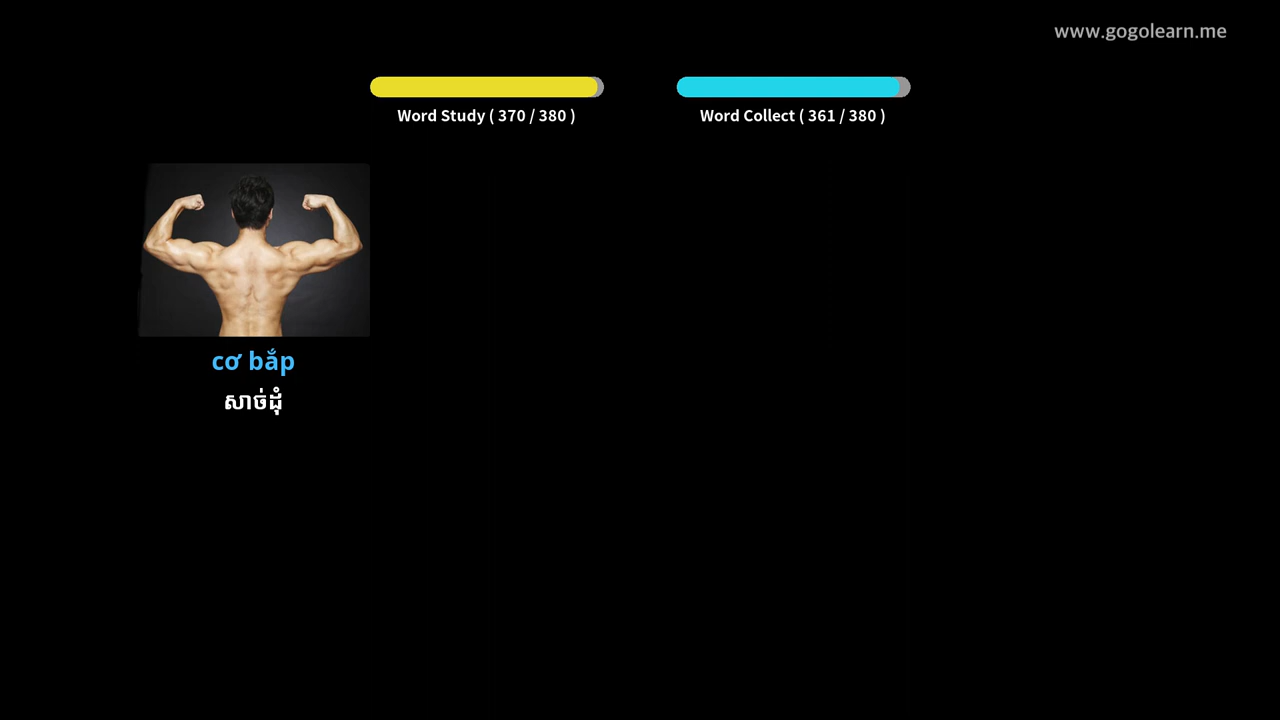 www.gogolearn.me
Word Study ( 370 / 380 )
Word Collect ( 361 / 380 )
cơ bắp
សាច់ដុំ